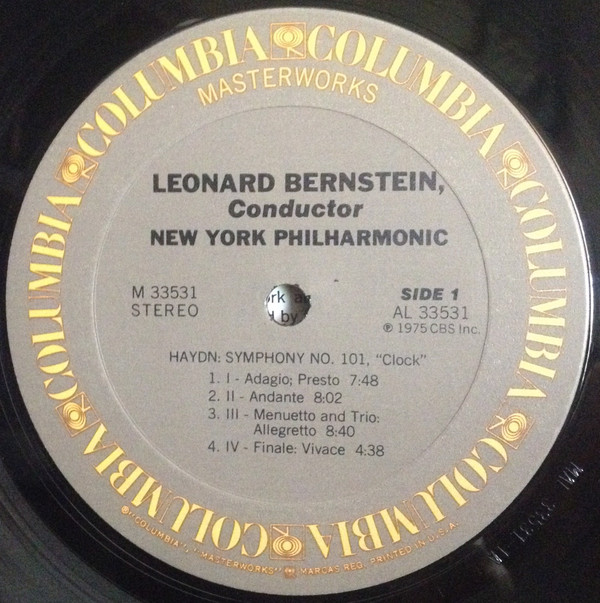 COLUMBIA COLUMBIA COLUMBIA COLUMBIA COLUMBIA COLUMBIA COLUMBIA COLUMBIA
MASTERWORKS
LEONARD BERNSTEIN,
Conductor
NEW YORK PHILHARMONIC
M 33531
STEREO
SIDE 1
AL 33531
℗ 1975 CBS Inc.
HAYDN: SYMPHONY NO. 101, "Clock"
1. I - Adagio; Presto 7:48
2. II - Andante 8:02
3. III - Menuetto and Trio:
Allegretto 8:40
4. IV - Finale: Vivace 4:38
®"COLUMBIA", "MASTERWORKS" MARCAS REG. PRINTED IN U.S.A.